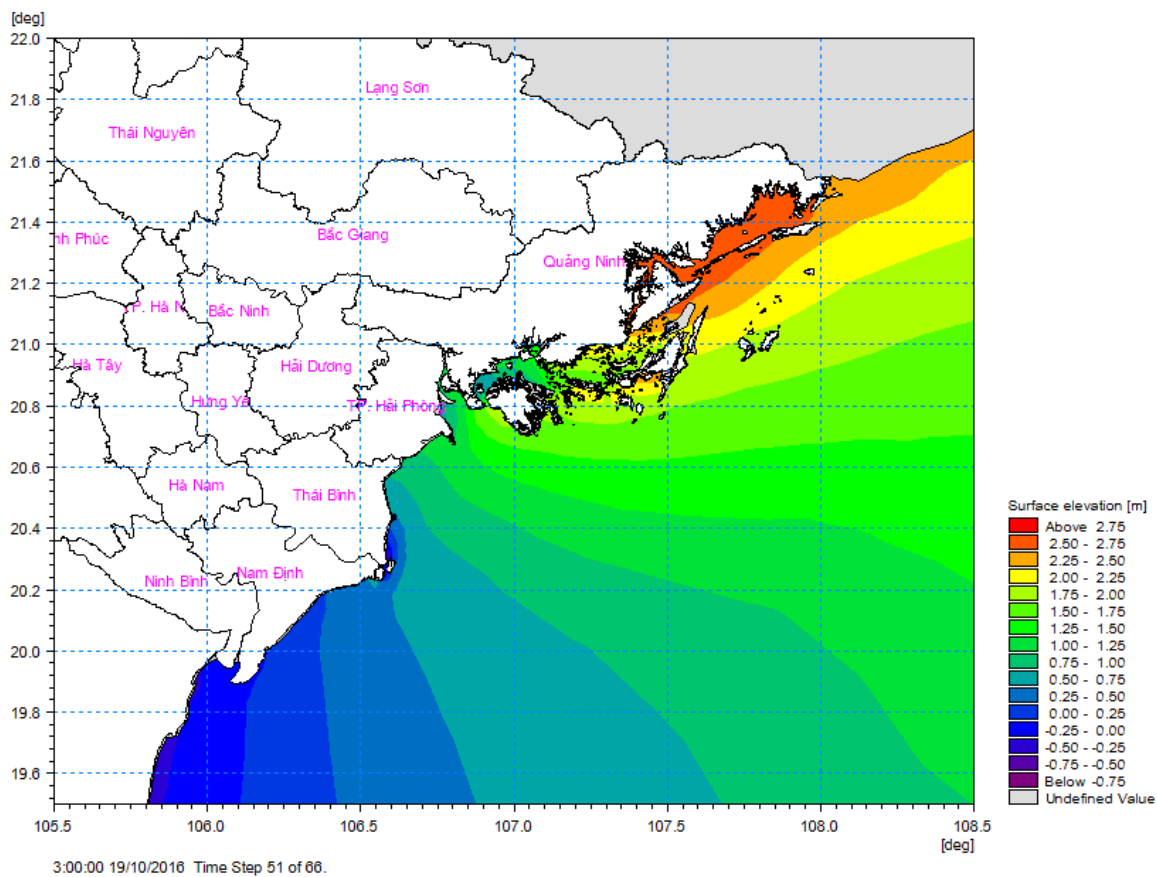 [deg]
22.0
21.8
21.6
21.4
21.2
21.0
20.8
20.6
20.4
20.2
20.0
19.8
19.6
Lạng Sơn
Thái Nguyên
nh Phúc
Bắc Giang
Quảng Ninh
P. Hà N
Bắc Ninh
Hà Tây
Hải Dương
Hưng Yê
TP. Hải Phòng
Hà Nam
Thái Bình
Ninh Bình
Nam Định
105.5 106.0 106.5 107.0 107.5 108.0 108.5
[deg]
Surface elevation [m]
Above 2.75
2.50 - 2.75
2.25 - 2.50
2.00 - 2.25
1.75 - 2.00
1.50 - 1.75
1.25 - 1.50
1.00 - 1.25
0.75 - 1.00
0.50 - 0.75
0.25 - 0.50
0.00 - 0.25
-0.25 - 0.00
-0.50 - -0.25
-0.75 - -0.50
Below -0.75
Undefined Value
3:00:00 19/10/2016 Time Step 51 of 66.